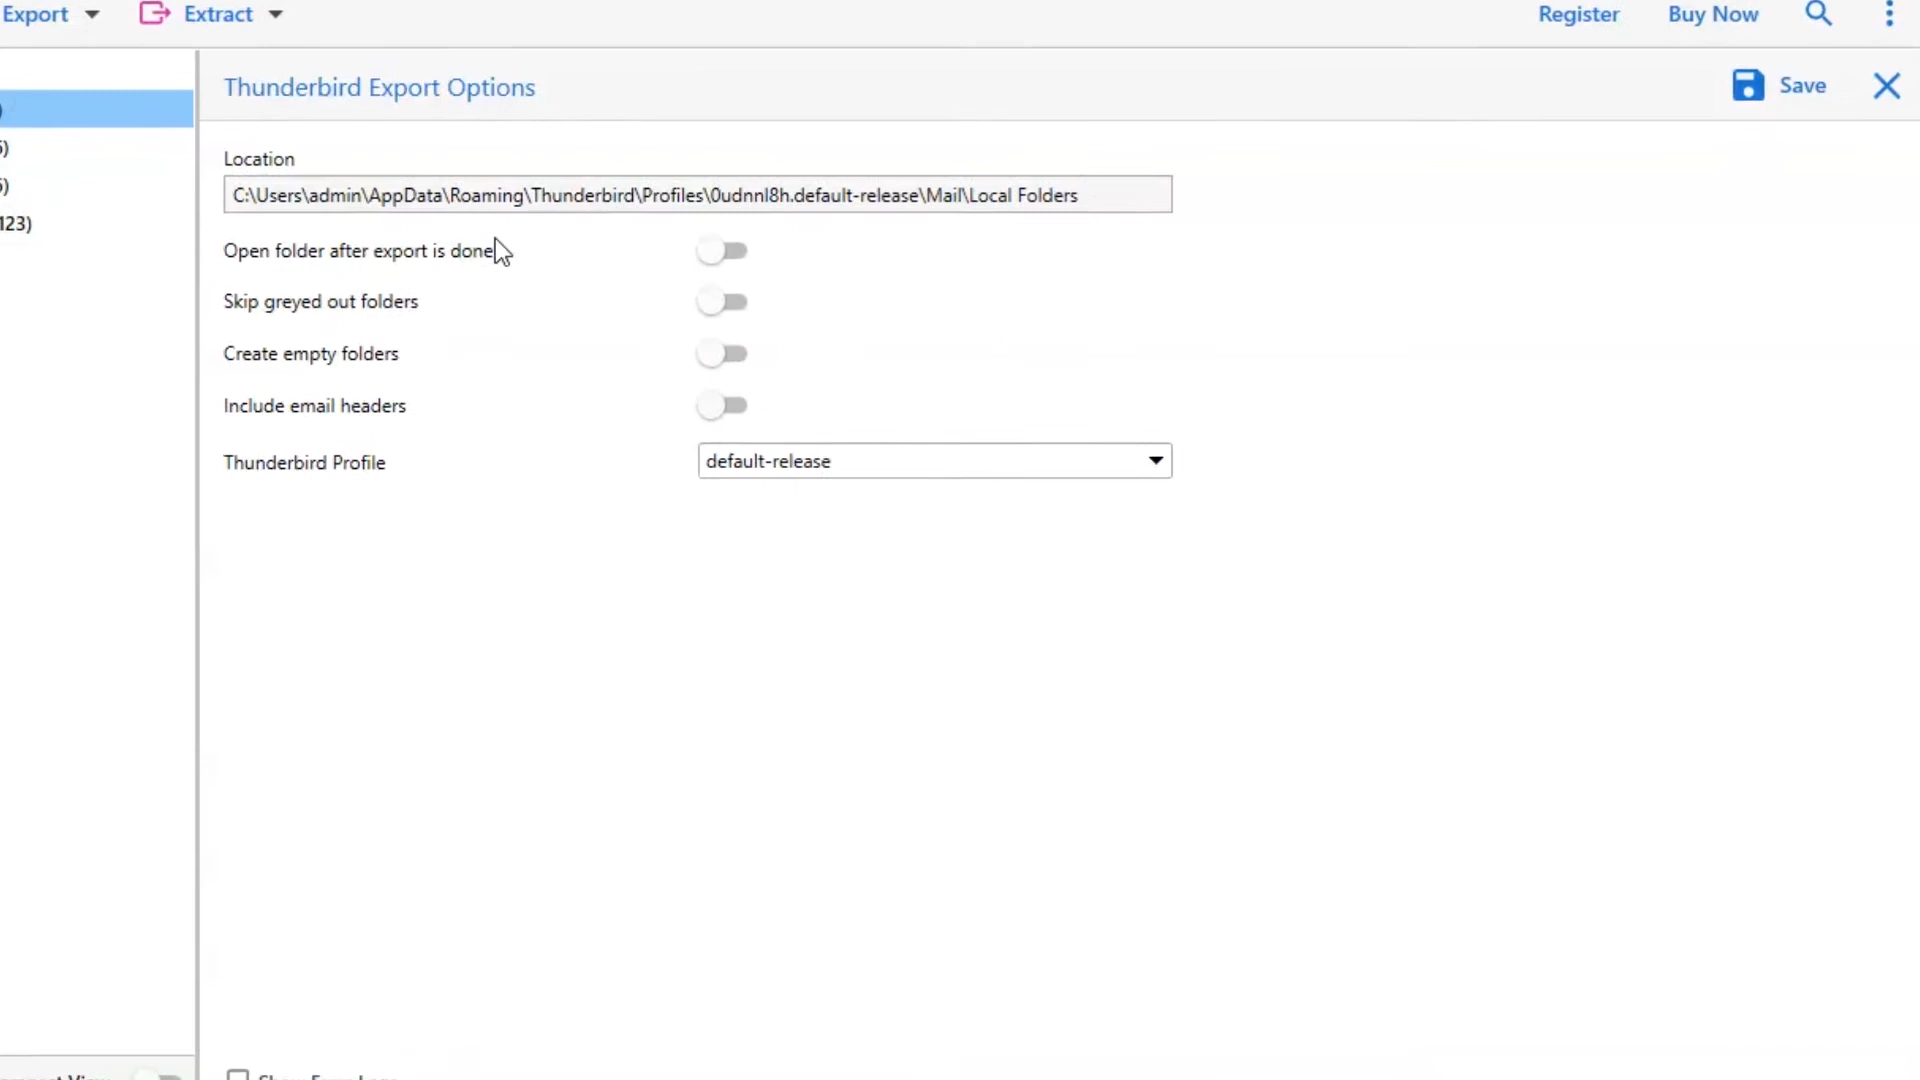 Export
Extract
Register
Buy Now
Thunderbird Export Options
Save
)
5)
5)
123)
Location
C:\Users\admin\AppData\Roaming\Thunderbird\Profiles\0udnnl8h.default-release\Mail\Local Folders
Open folder after export is done
Skip greyed out folders
Create empty folders
Include email headers
Thunderbird Profile
default-release